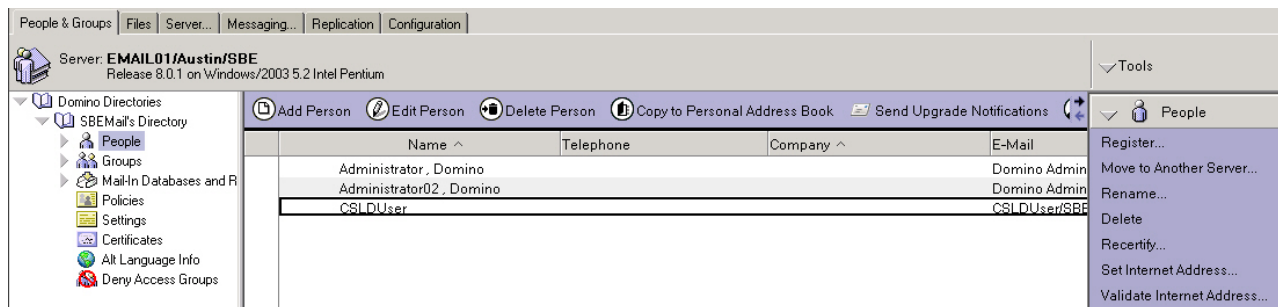 People & Groups Files Server... Messaging... Replication Configuration
Server: EMAIL01/Austin/SBE
Release 8.0.1 on Windows/2003 5.2 Intel Pentium
Tools
Domino Directories
SBEMail's Directory
People
Groups
Mail-In Databases and R
Policies
Settings
Certificates
Alt Language Info
Deny Access Groups
Add Person Edit Person Delete Person Copy to Personal Address Book Send Upgrade Notifications
Name Telephone Company E-Mail
Administrator , Domino Domino Admin
Administrator02 , Domino Domino Admin
CSLDUser CSLDUser/SBE
People
Register...
Move to Another Server...
Rename...
Delete
Recertify...
Set Internet Address...
Validate Internet Address...